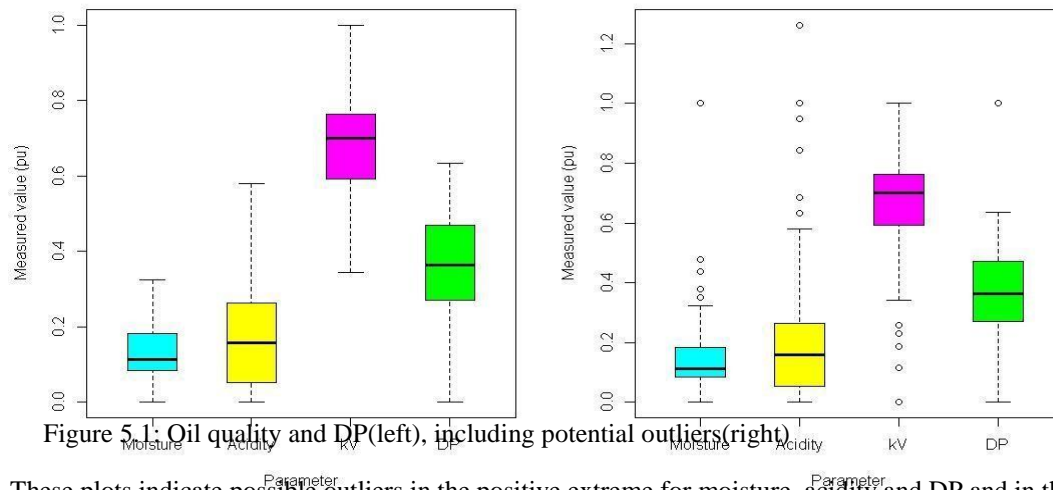 1.0
0.8
0.6
0.4
0.2
0.0
Measured value (pu)
Moisture Acidity kV DP
Parameter
1.2
1.0
0.8
0.6
0.4
0.2
0.0
Measured value (pu)
Moisture Acidity kV DP
Parameter
Figure 5.1: Oil quality and DP(left), including potential outliers(right)
These plots indicate possible outliers in the positive extreme for moisture, acidity and DP and in th